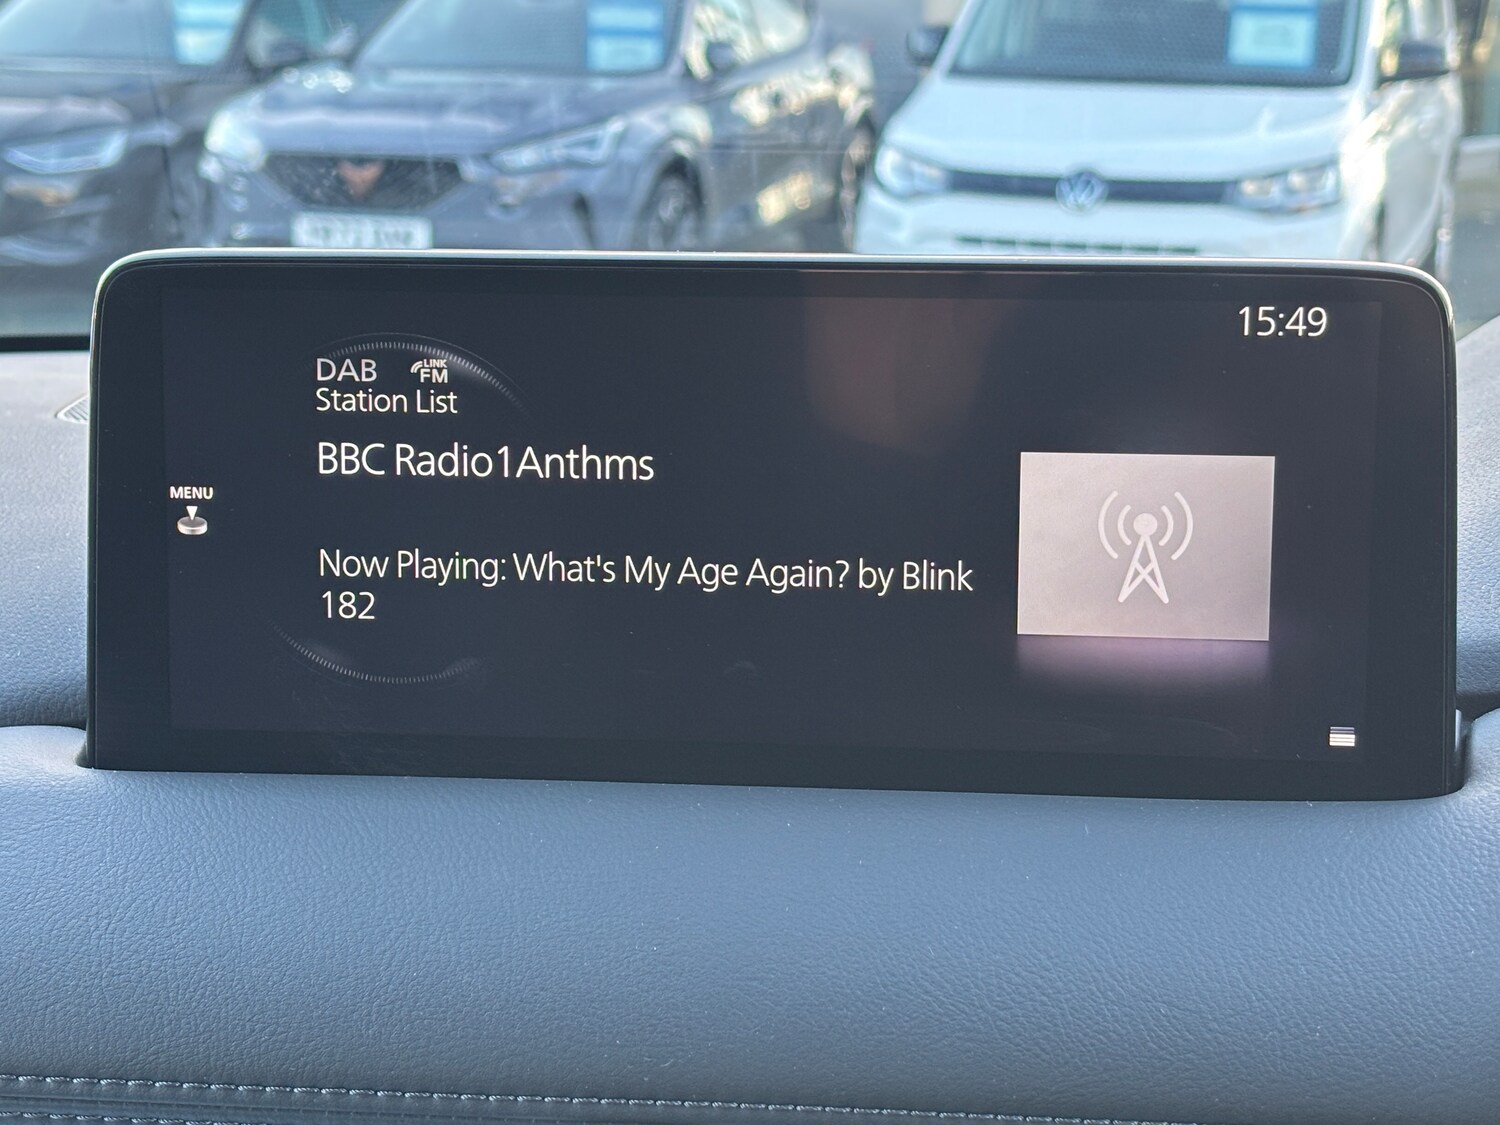 15:49
DAB LINK FM
Station List
BBC Radio1Anthms
MENU
Now Playing: What's My Age Again? by Blink
182